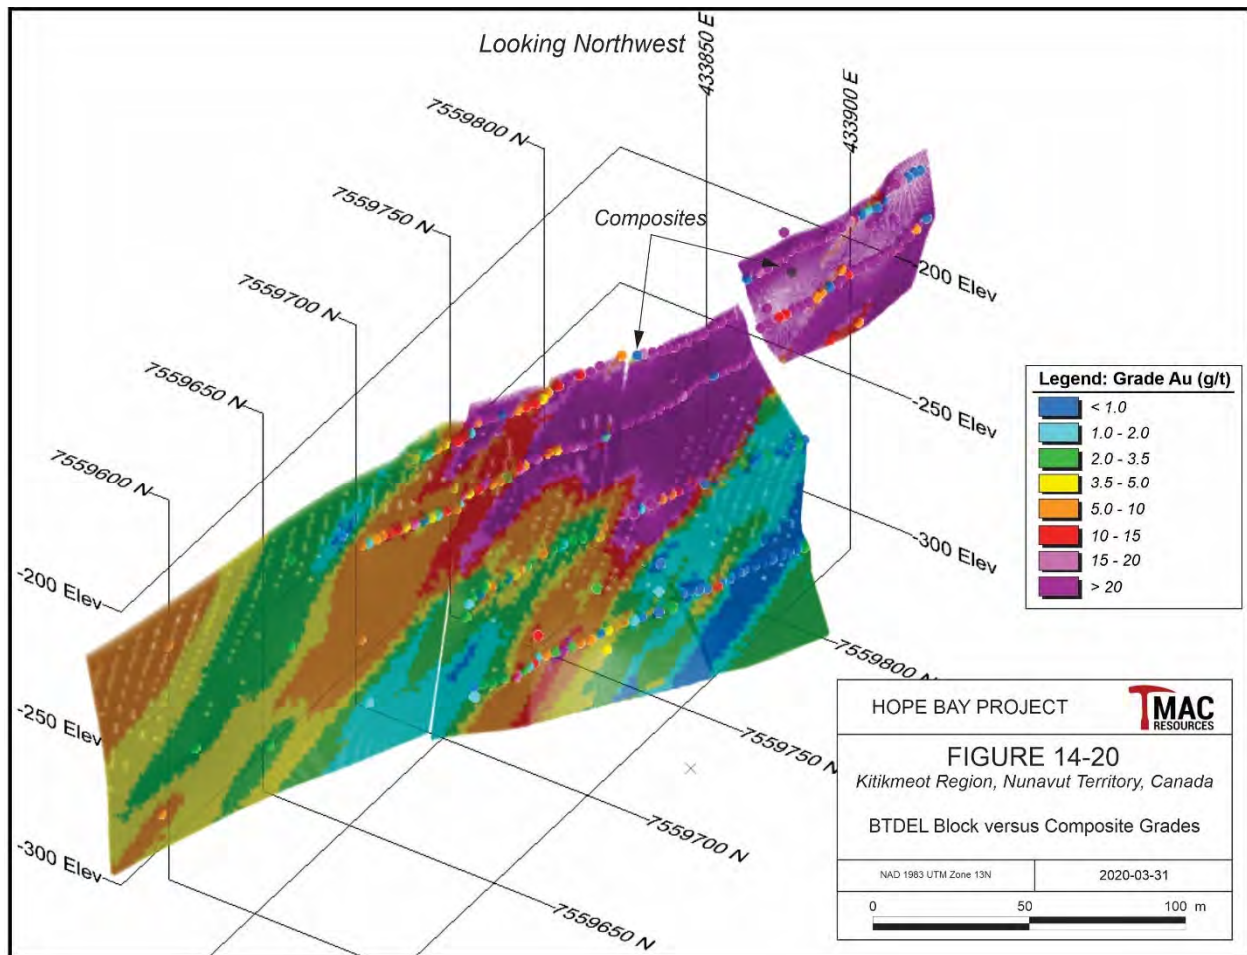 Looking Northwest
433850 E
433900 E
7559800 N
7559750 N
7559700 N
7559650 N
7559600 N
Composites
-200 Elev
-250 Elev
-300 Elev
-200 Elev
-250 Elev
-300 Elev
7559800 N
7559750 N
7559700 N
7559650 N
Legend: Grade Au (g/t)
< 1.0
1.0 - 2.0
2.0 - 3.5
3.5 - 5.0
5.0 - 10
10 - 15
15 - 20
> 20
HOPE BAY PROJECT
TMAC
RESOURCES
FIGURE 14-20
Kitikmeot Region, Nunavut Territory, Canada
BTDEL Block versus Composite Grades
NAD 1983 UTM Zone 13N
2020-03-31
0 50 100 m